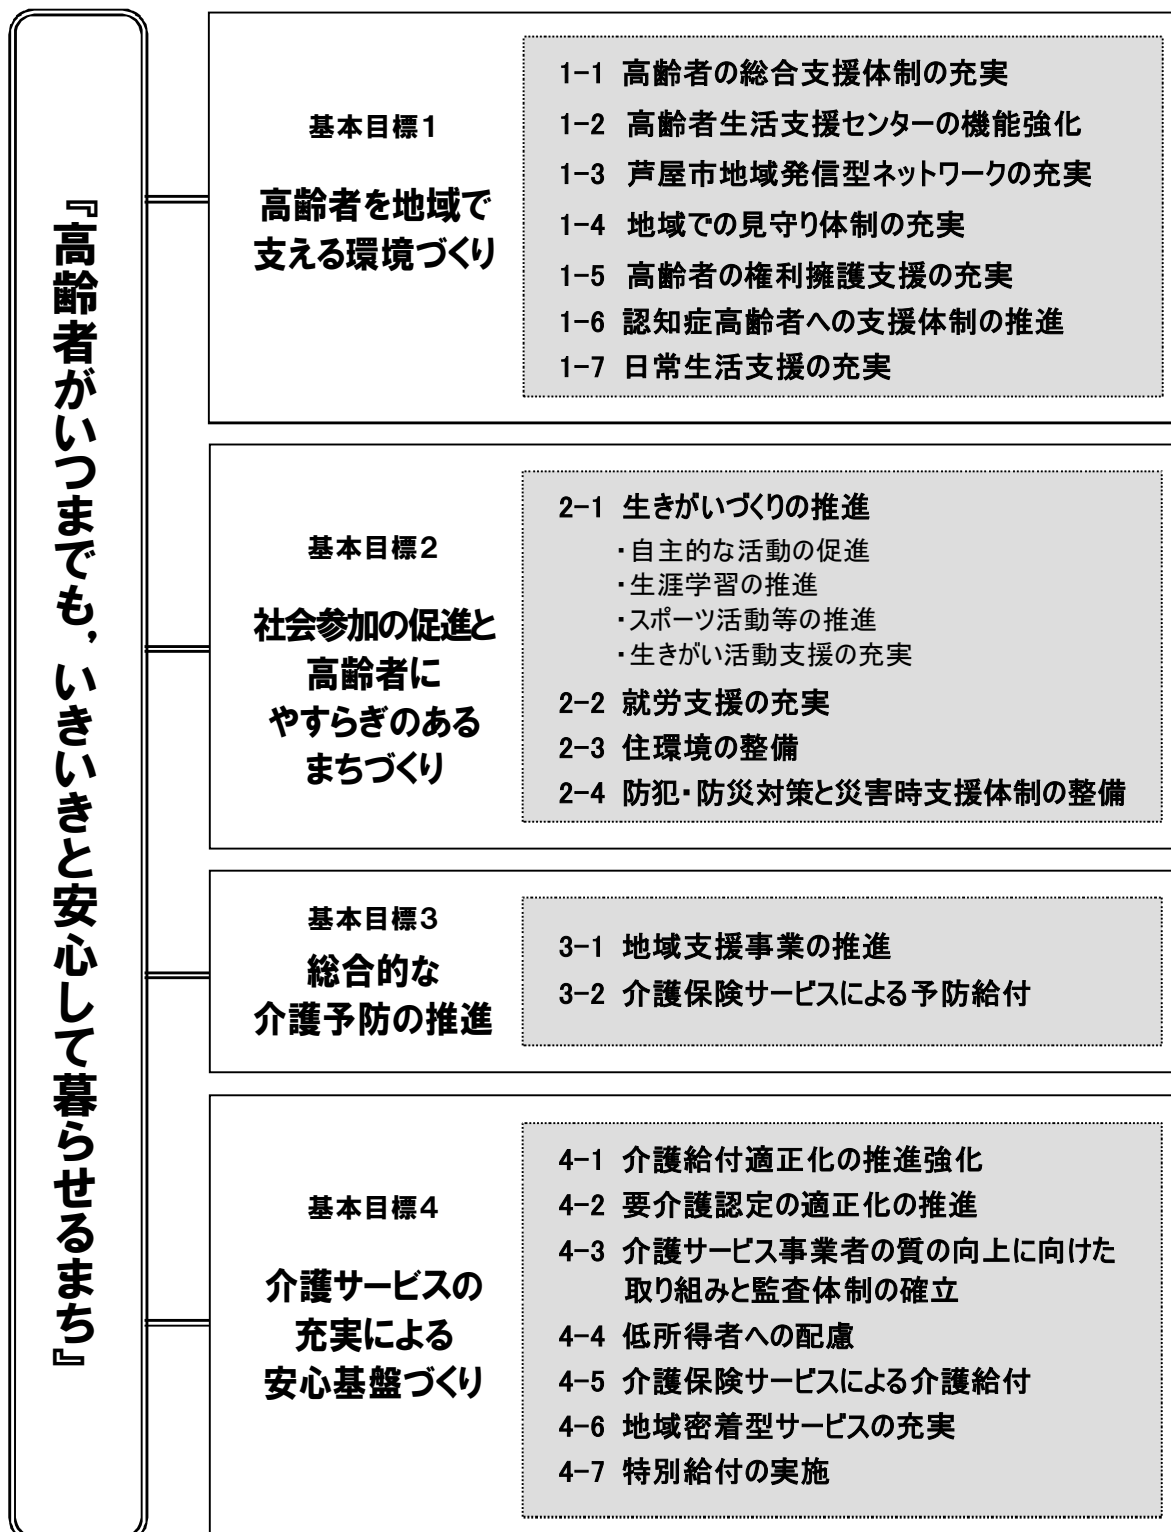 『高齢者がいつまでも，いきいきと安心して暮らせるまち』
基本目標１
高齢者を地域で
支える環境づくり
1-1 高齢者の総合支援体制の充実
1-2 高齢者生活支援センターの機能強化
1-3 芦屋市地域発信型ネットワークの充実
1-4 地域での見守り体制の充実
1-5 高齢者の権利擁護支援の充実
1-6 認知症高齢者への支援体制の推進
1-7 日常生活支援の充実
基本目標２
社会参加の促進と
高齢者に
やすらぎのある
まちづくり
2-1 生きがいづくりの推進
・自主的な活動の促進
・生涯学習の推進
・スポーツ活動等の推進
・生きがい活動支援の充実
2-2 就労支援の充実
2-3 住環境の整備
2-4 防犯・防災対策と災害時支援体制の整備
基本目標３
総合的な
介護予防の推進
3-1 地域支援事業の推進
3-2 介護保険サービスによる予防給付
基本目標４
介護サービスの
充実による
安心基盤づくり
4-1 介護給付適正化の推進強化
4-2 要介護認定の適正化の推進
4-3 介護サービス事業者の質の向上に向けた
取り組みと監査体制の確立
4-4 低所得者への配慮
4-5 介護保険サービスによる介護給付
4-6 地域密着型サービスの充実
4-7 特別給付の実施